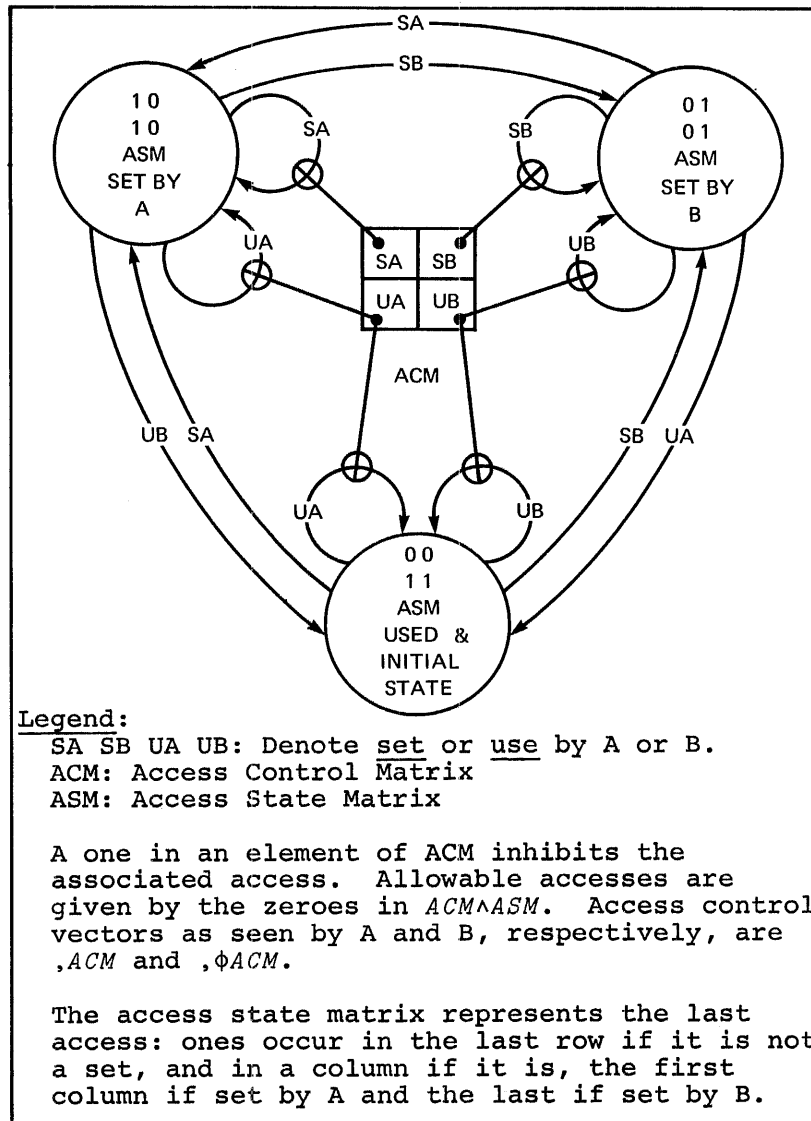 SA
SB
1 0
1 0
ASM
SET BY
A
0 1
0 1
ASM
SET BY
B
SA
SB
UA
UB
SA SB
UA UB
ACM
UB SA
SB UA
UA
UB
0 0
1 1
ASM
USED &
INITIAL
STATE
Legend:
SA SB UA UB: Denote set or use by A or B.
ACM: Access Control Matrix
ASM: Access State Matrix
A one in an element of ACM inhibits the
associated access. Allowable accesses are
given by the zeroes in ACM∧ASM. Access control
vectors as seen by A and B, respectively, are
,ACM and ,⌽ACM.
The access state matrix represents the last
access: ones occur in the last row if it is not
a set, and in a column if it is, the first
column if set by A and the last if set by B.